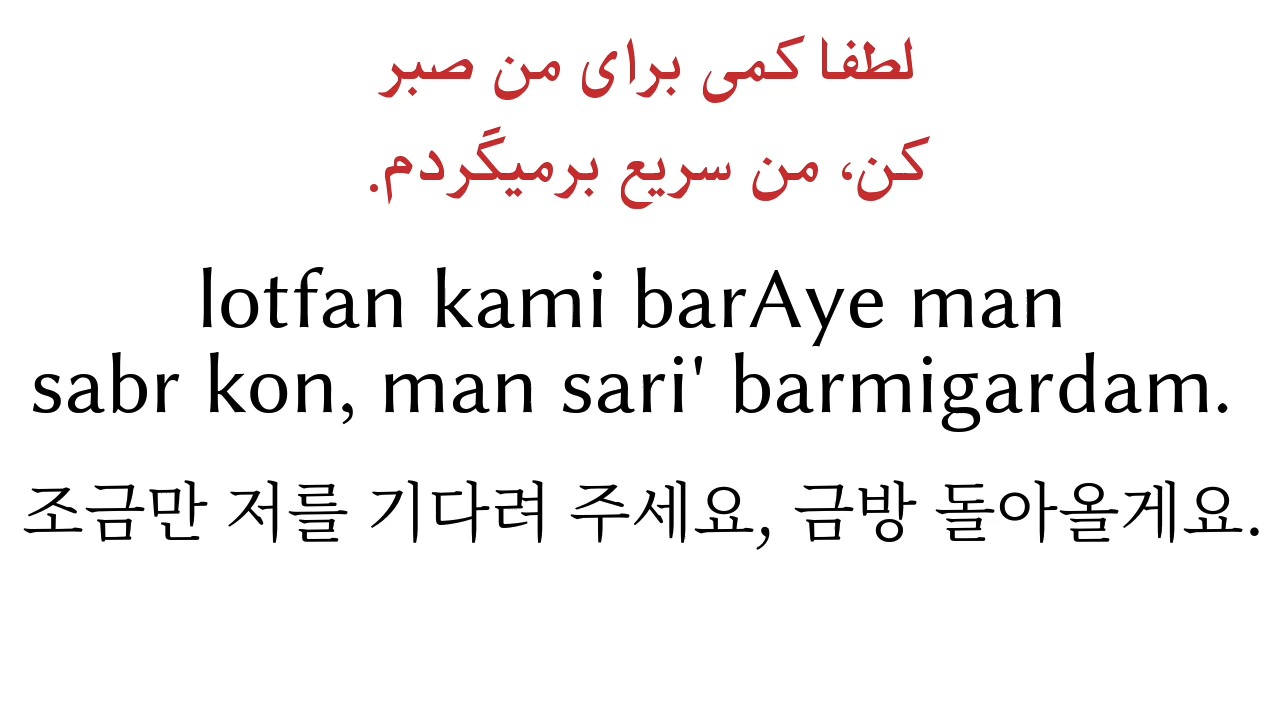 لطفا کمی برای من صبر
کن، من سریع برمیگردم.
lotfan kami barAye man
sabr kon, man sari' barmigardam.
조금만 저를 기다려 주세요, 금방 돌아올게요.